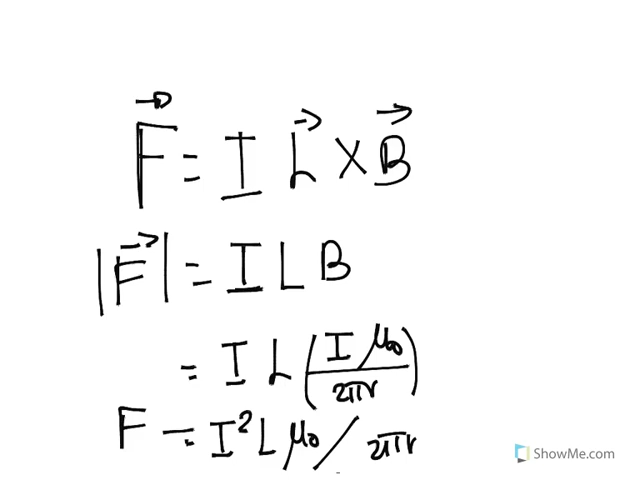 F⃗ = I L⃗ × B⃗
|F⃗| = I L B
= I L (I μ₀ / 2πr)
F = I² L μ₀ / 2πr
ShowMe.com